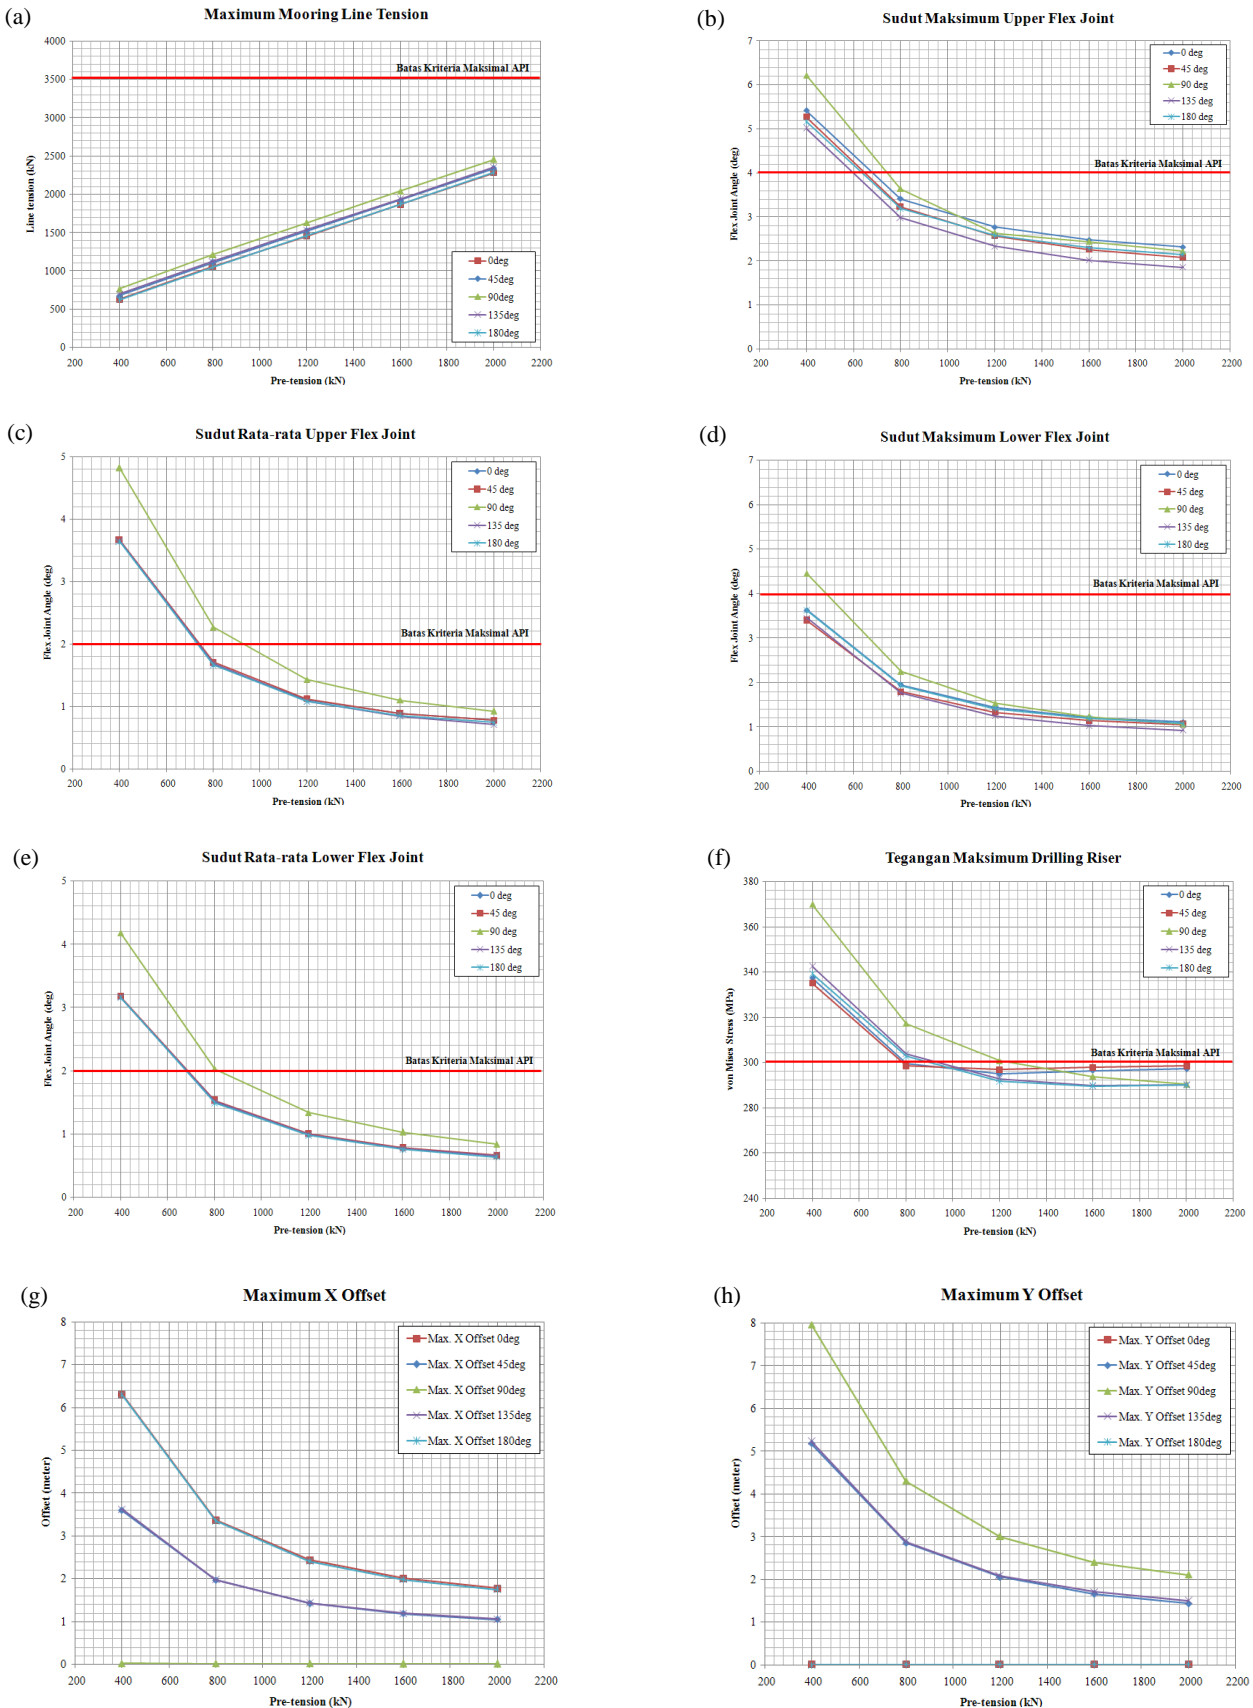 (a)
Maximum Mooring Line Tension
4000
3500
3000
2500
2000
1500
1000
500
0
Line tension (kN)
Batas Kriteria Maksimal API
0deg
45deg
90deg
135deg
180deg
200 400 600 800 1000 1200 1400 1600 1800 2000 2200
Pre-tension (kN)
(b)
Sudut Maksimum Upper Flex Joint
7
6
5
4
3
2
1
0
Flex Joint Angle (deg)
0 deg
45 deg
90 deg
135 deg
180 deg
Batas Kriteria Maksimal API
200 400 600 800 1000 1200 1400 1600 1800 2000 2200
Pre-tension (kN)
(c)
Sudut Rata-rata Upper Flex Joint
5
4
3
2
1
0
Flex Joint Angle (deg)
0 deg
45 deg
90 deg
135 deg
180 deg
Batas Kriteria Maksimal API
200 400 600 800 1000 1200 1400 1600 1800 2000 2200
Pre-tension (kN)
(d)
Sudut Maksimum Lower Flex Joint
7
6
5
4
3
2
1
0
Flex Joint Angle (deg)
0 deg
45 deg
90 deg
135 deg
180 deg
Batas Kriteria Maksimal API
200 400 600 800 1000 1200 1400 1600 1800 2000 2200
Pre-tension (kN)
(e)
Sudut Rata-rata Lower Flex Joint
5
4
3
2
1
0
Flex Joint Angle (deg)
0 deg
45 deg
90 deg
135 deg
180 deg
Batas Kriteria Maksimal API
200 400 600 800 1000 1200 1400 1600 1800 2000 2200
Pre-tension (kN)
(f)
Tegangan Maksimum Drilling Riser
380
360
340
320
300
280
260
240
von Mises Stress (MPa)
0 deg
45 deg
90 deg
135 deg
180 deg
Batas Kriteria Maksimal API
200 400 600 800 1000 1200 1400 1600 1800 2000 2200
Pre-tension (kN)
(g)
Maximum X Offset
8
7
6
5
4
3
2
1
0
Offset (meter)
Max. X Offset 0deg
Max. X Offset 45deg
Max. X Offset 90deg
Max. X Offset 135deg
Max. X Offset 180deg
200 400 600 800 1000 1200 1400 1600 1800 2000 2200
Pre-tension (kN)
(h)
Maximum Y Offset
8
7
6
5
4
3
2
1
0
Offset (meter)
Max. Y Offset 0deg
Max. Y Offset 45deg
Max. Y Offset 90deg
Max. Y Offset 135deg
Max. Y Offset 180deg
200 400 600 800 1000 1200 1400 1600 1800 2000 2200
Pre-tension (kN)